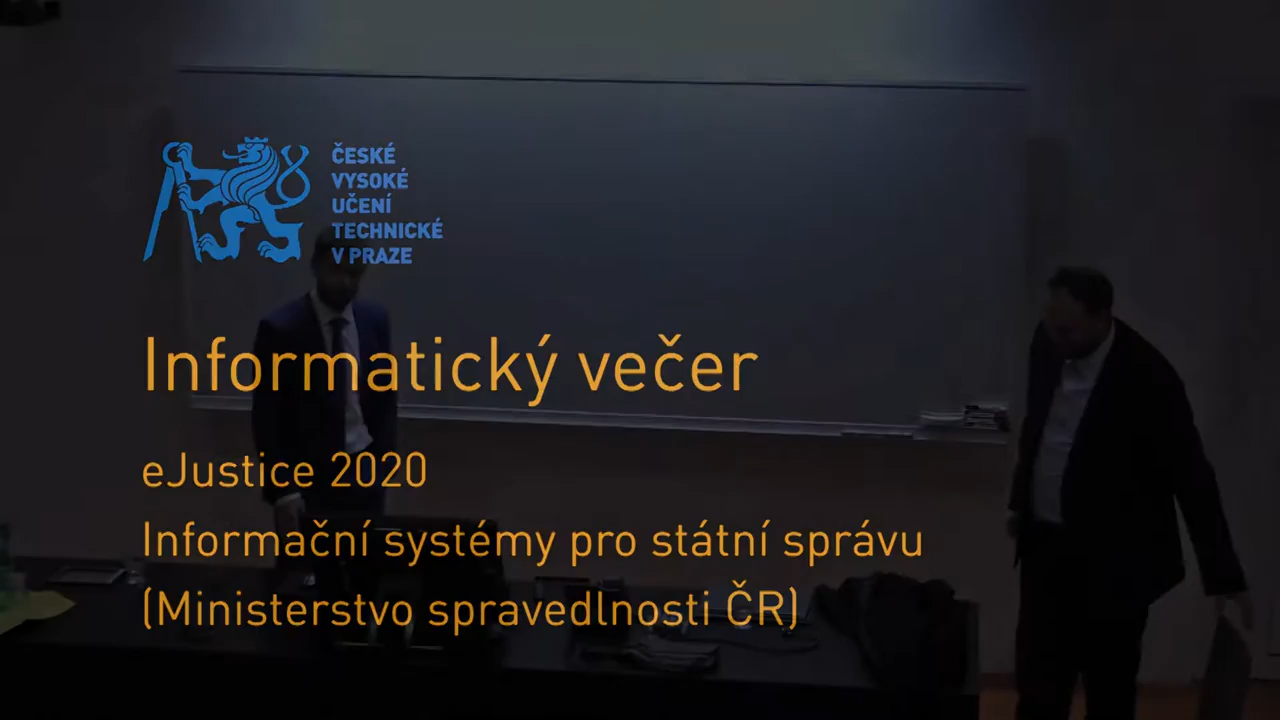 ČESKÉ
VYSOKÉ
UČENÍ
TECHNICKÉ
V PRAZE
Informatický večer
eJustice 2020
Informační systémy pro státní správu
(Ministerstvo spravedlnosti ČR)